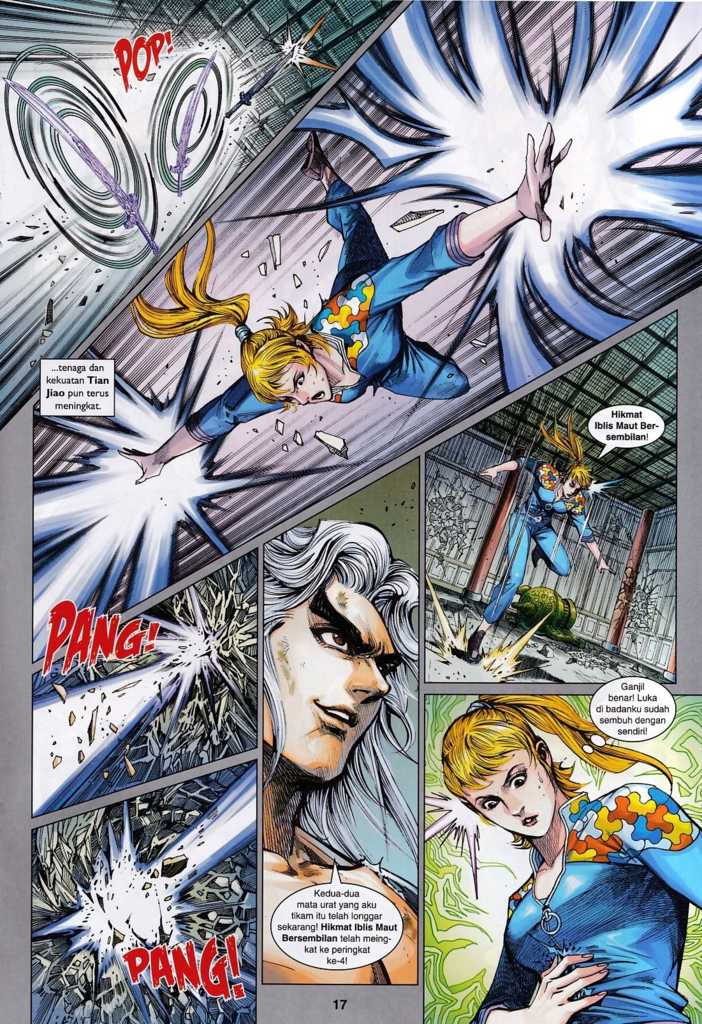 POP!
...tenaga dan
kekuatan Tian
Jiao pun terus
meningkat.
Hikmat
Iblis Maut Ber-
sembilan!
PANG!
PANG!
Kedua-dua
mata urat yang aku
tikam itu telah longgar
sekarang! Hikmat Iblis Maut
Bersembilan telah mening-
kat ke peringkat
ke-4!
Ganjil
benar! Luka
di badanku sudah
sembuh dengan
sendiri!
17